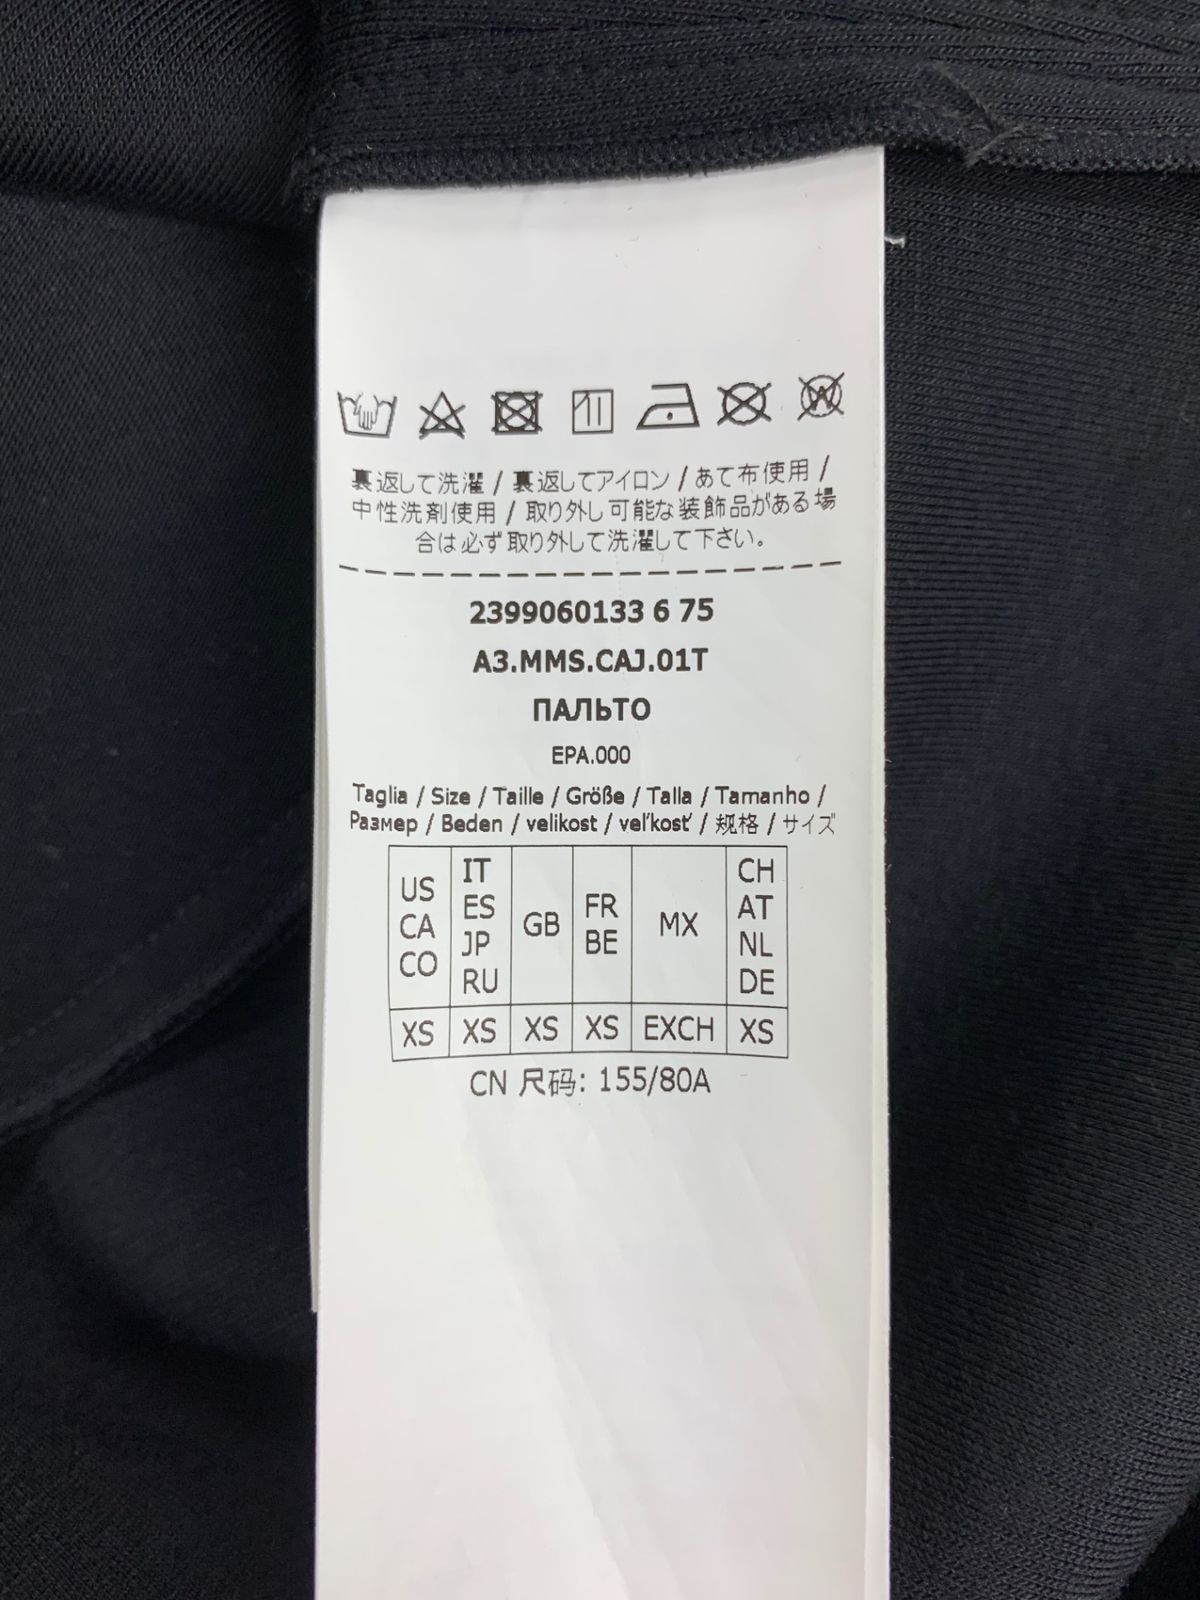 裏返して洗濯 / 裏返してアイロン / あて布使用 /
中性洗剤使用 / 取り外し可能な装飾品がある場
合は必ず取り外して洗濯して下さい。
2399060133 6 75
A3.MMS.CAJ.01T
ПАЛЬТО
EPA.000
Taglia / Size / Taille / Größe / Talla / Tamanho /
Размер / Beden / velikost / veľkosť / 规格 / サイズ
US CA CO IT ES JP RU GB FR BE MX CH AT NL DE
XS XS XS XS EXCH XS
CN 尺码: 155/80A